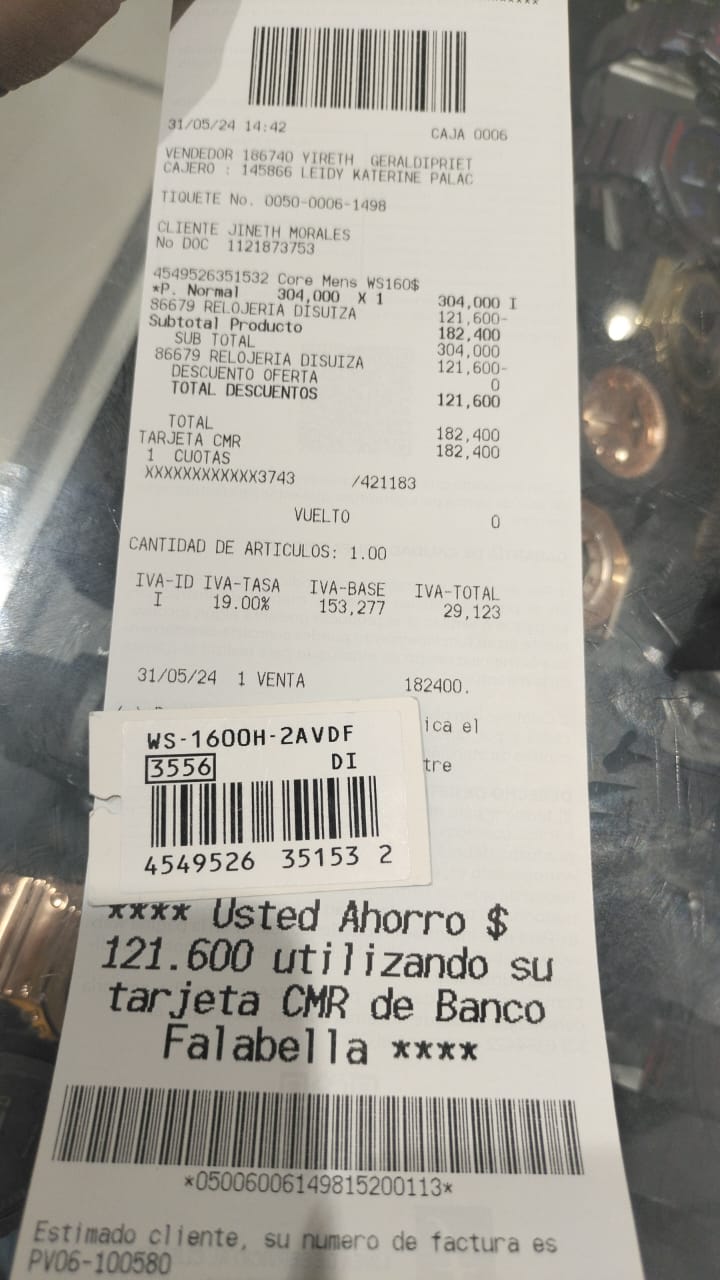 31/05/24 14:42 CAJA 0006
VENDEDOR 186740 YIRETH GERALDIPRIET
CAJERO : 145866 LEIDY KATERINE PALAC
TIQUETE No. 0050-0006-1498
CLIENTE JINETH MORALES
No DOC 1121873753
4549526351532 Core Mens WS160$
*P. Normal 304,000 X 1 304,000 I
86679 RELOJERIA DISUIZA 121,600-
Subtotal Producto 182,400
SUB TOTAL 304,000
86679 RELOJERIA DISUIZA 121,600-
DESCUENTO OFERTA 0
TOTAL DESCUENTOS 121,600
TOTAL 182,400
TARJETA CMR 182,400
1 CUOTAS
XXXXXXXXXXXX3743 /421183
VUELTO 0
CANTIDAD DE ARTICULOS: 1.00
IVA-ID IVA-TASA IVA-BASE IVA-TOTAL
I 19.00% 153,277 29,123
31/05/24 1 VENTA 182400.
ica el
tre
WS-1600H-2AVDF
3556 DI
4549526 35153 2
**** Usted Ahorro $
121.600 utilizando su
tarjeta CMR de Banco
Falabella ****
*05006006149815200113*
Estimado cliente, su numero de factura es
PV06-100580